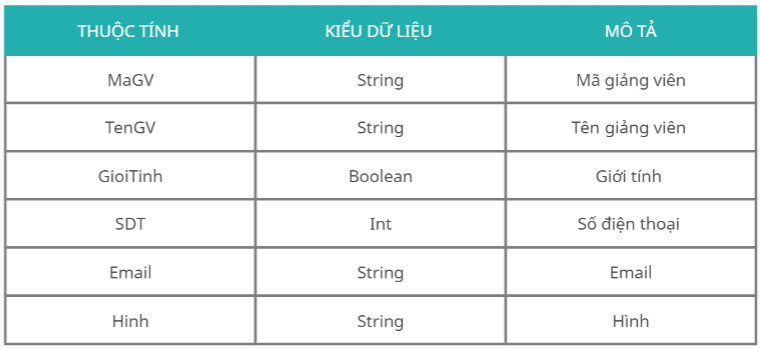 THUỘC TÍNH KIỂU DỮ LIỆU MÔ TẢ
MaGV String Mã giảng viên
TenGV String Tên giảng viên
GioiTinh Boolean Giới tính
SDT Int Số điện thoại
Email String Email
Hinh String Hình